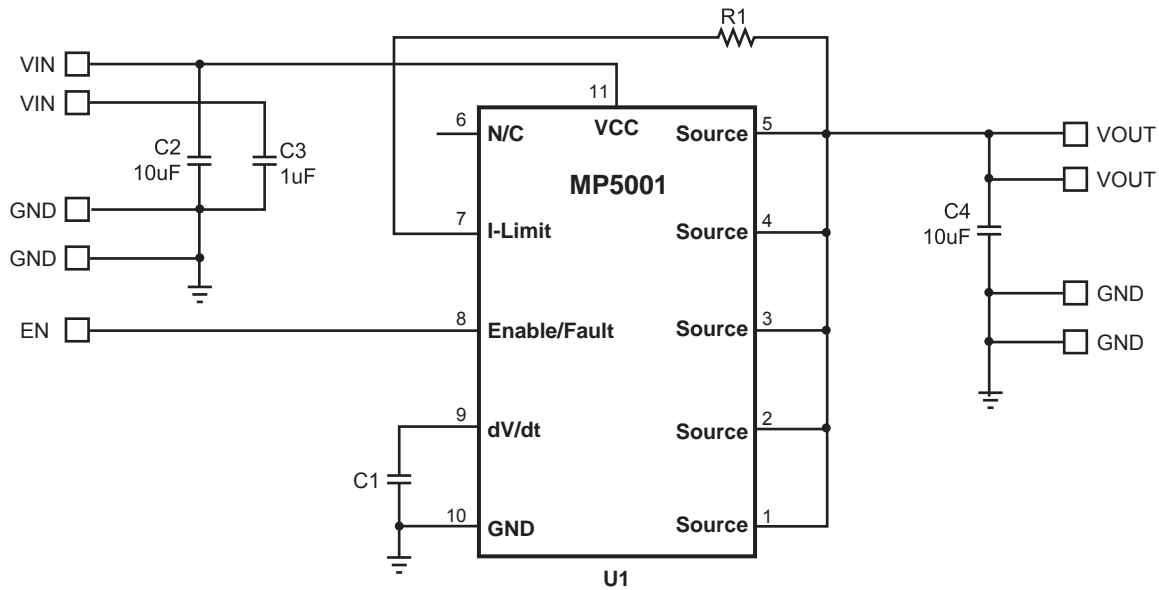 R1
VIN
VIN
C2
10uF
C3
1uF
GND
GND
EN
11
VCC
6
N/C
MP5001
7
I-Limit
8
Enable/Fault
9
dV/dt
10
GND
C1
Source
5
Source
4
Source
3
Source
2
Source
1
U1
VOUT
VOUT
C4
10uF
GND
GND